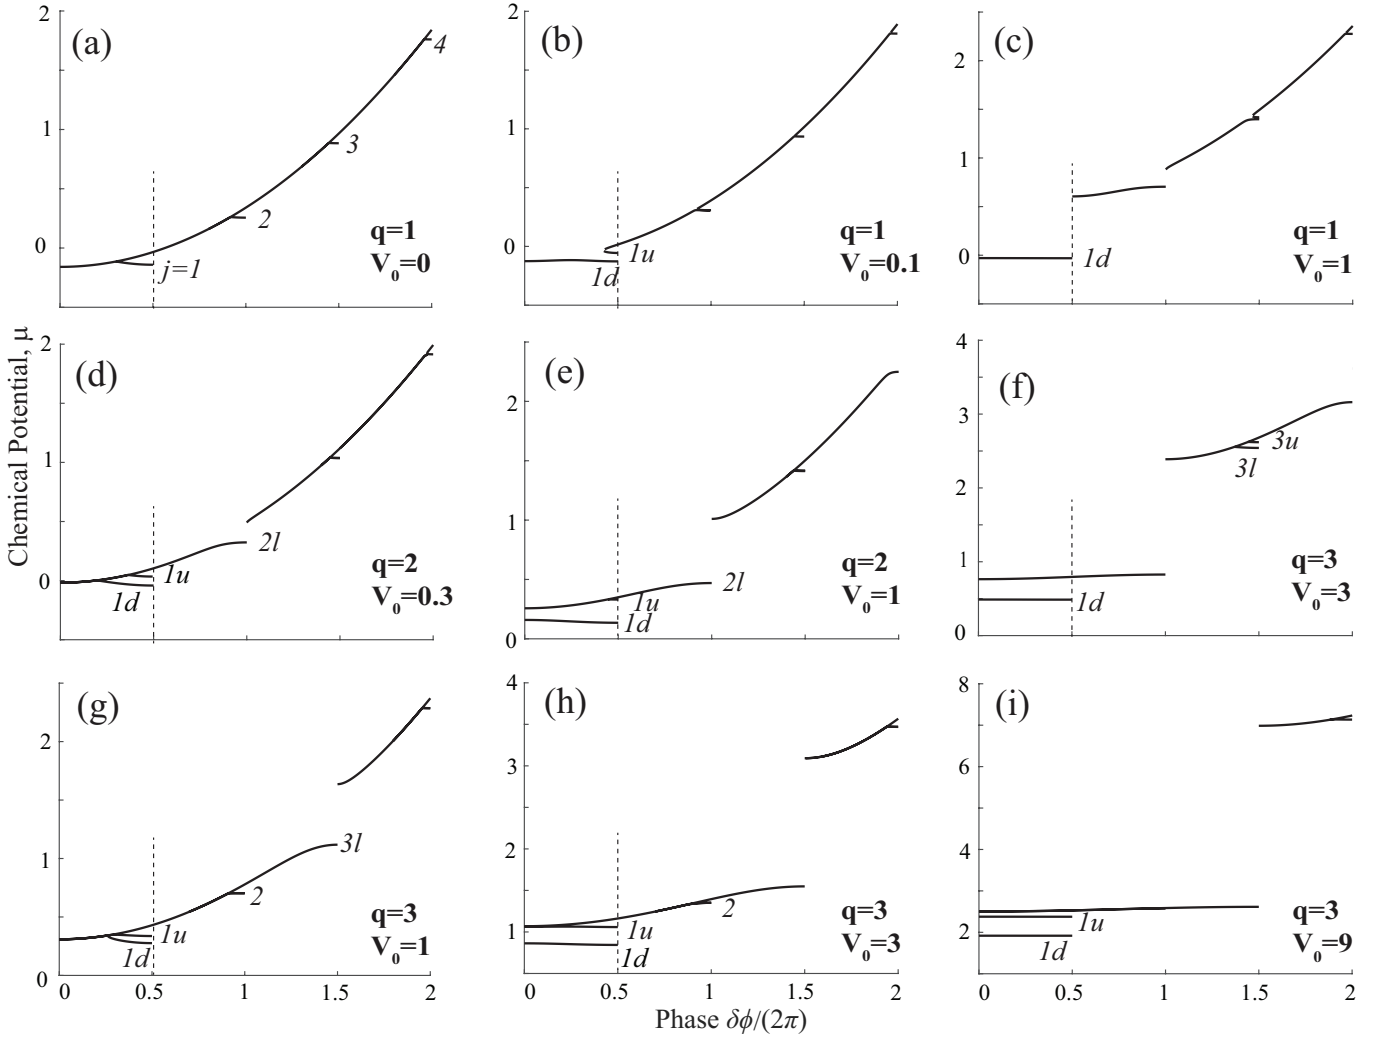 2
(a)
4
1
3
2
0
j=1
q=1
V₀=0
2
(b)
1
0
1u
1d
q=1
V₀=0.1
2
(c)
1
0
1d
q=1
V₀=1
Chemical Potential, μ
2
(d)
1
0
2l
1u
1d
q=2
V₀=0.3
2
(e)
1
0
2l
1u
1d
q=2
V₀=1
4
(f)
3
2
1
0
3u
3l
1d
q=3
V₀=3
2
(g)
1
0
3l
2
1u
1d
q=3
V₀=1
0 0.5 1 1.5 2
4
(h)
3
2
1
2
1u
1d
q=3
V₀=3
0 0.5 1 1.5 2
8
(i)
6
4
2
1u
1d
q=3
V₀=9
0 0.5 1 1.5 2
Phase δϕ/(2π)